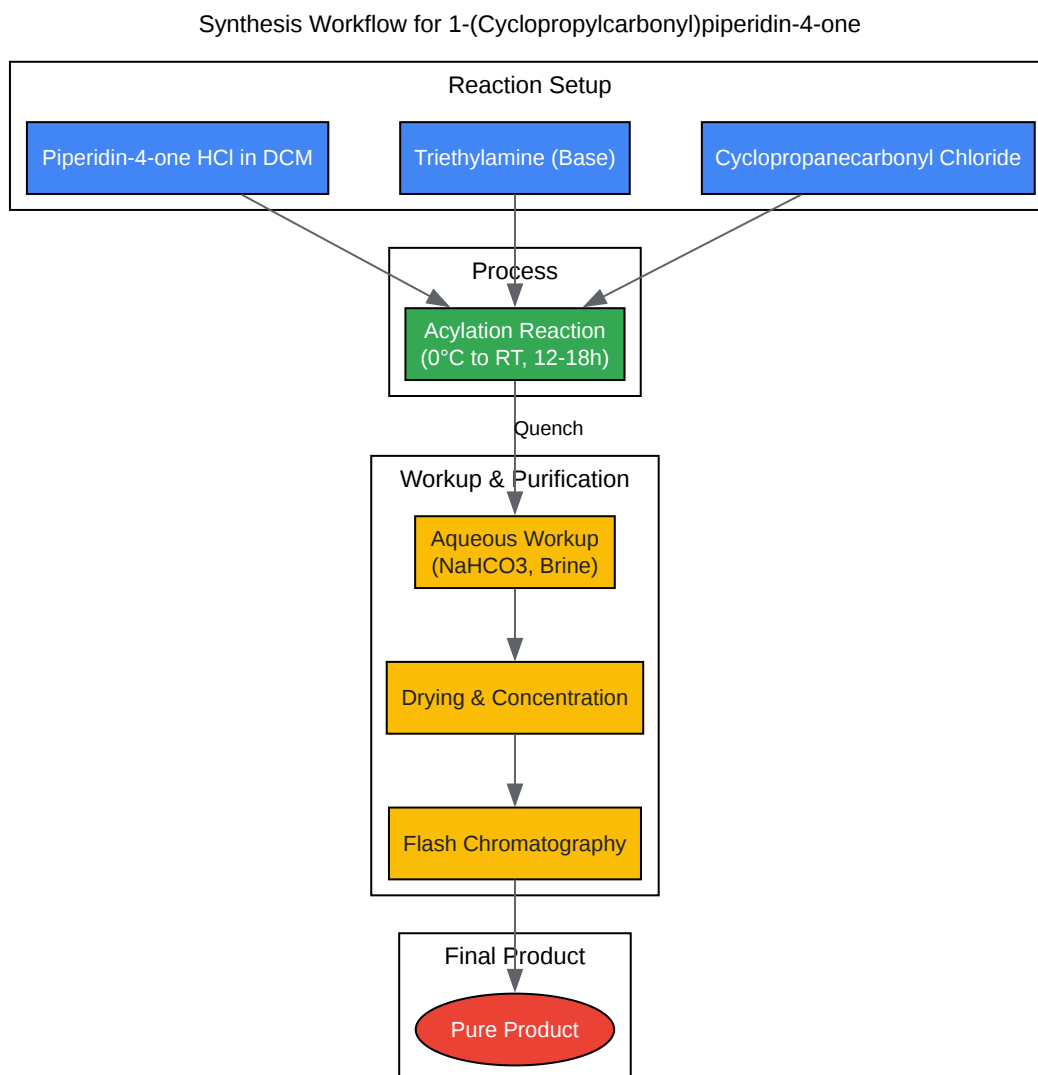 Synthesis Workflow for 1-(Cyclopropylcarbonyl)piperidin-4-one
Reaction Setup
Piperidin-4-one HCl in DCM
Triethylamine (Base)
Cyclopropanecarbonyl Chloride
Process
Acylation Reaction
(0°C to RT, 12-18h)
Quench
Workup & Purification
Aqueous Workup
(NaHCO3, Brine)
Drying & Concentration
Flash Chromatography
Final Product
Pure Product